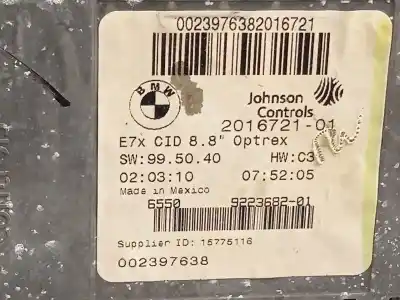 0023976382016721
BMW
Johnson
Controls
2016721-01
E7x CID 8.8" Optrex
SW:99.50.40 HW:C3
02:03:10 07:52:05
Made in Mexico
6550 9223682-01
Supplier ID: 15775116
002397638